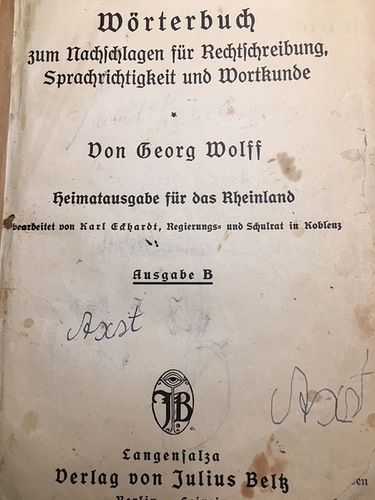 Wörterbuch
zum Nachschlagen für Rechtschreibung,
Sprachrichtigkeit und Wortkunde
Von Georg Wolff
Heimatausgabe für das Rheinland
bearbeitet von Karl Eckhardt, Regierungs- und Schulrat in Koblenz
Ausgabe B
Axst
JB
Axst
Langensalza
Verlag von Julius Beltz